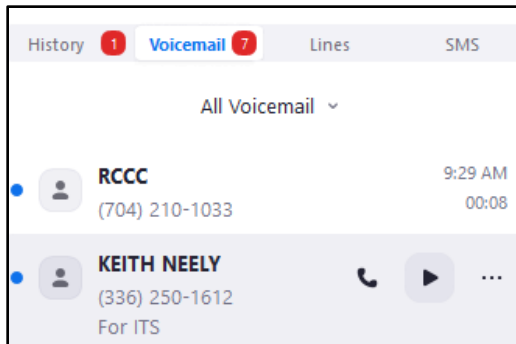 History 1 Voicemail 7 Lines SMS
All Voicemail
RCCC 9:29 AM
(704) 210-1033 00:08
KEITH NEELY
(336) 250-1612
For ITS